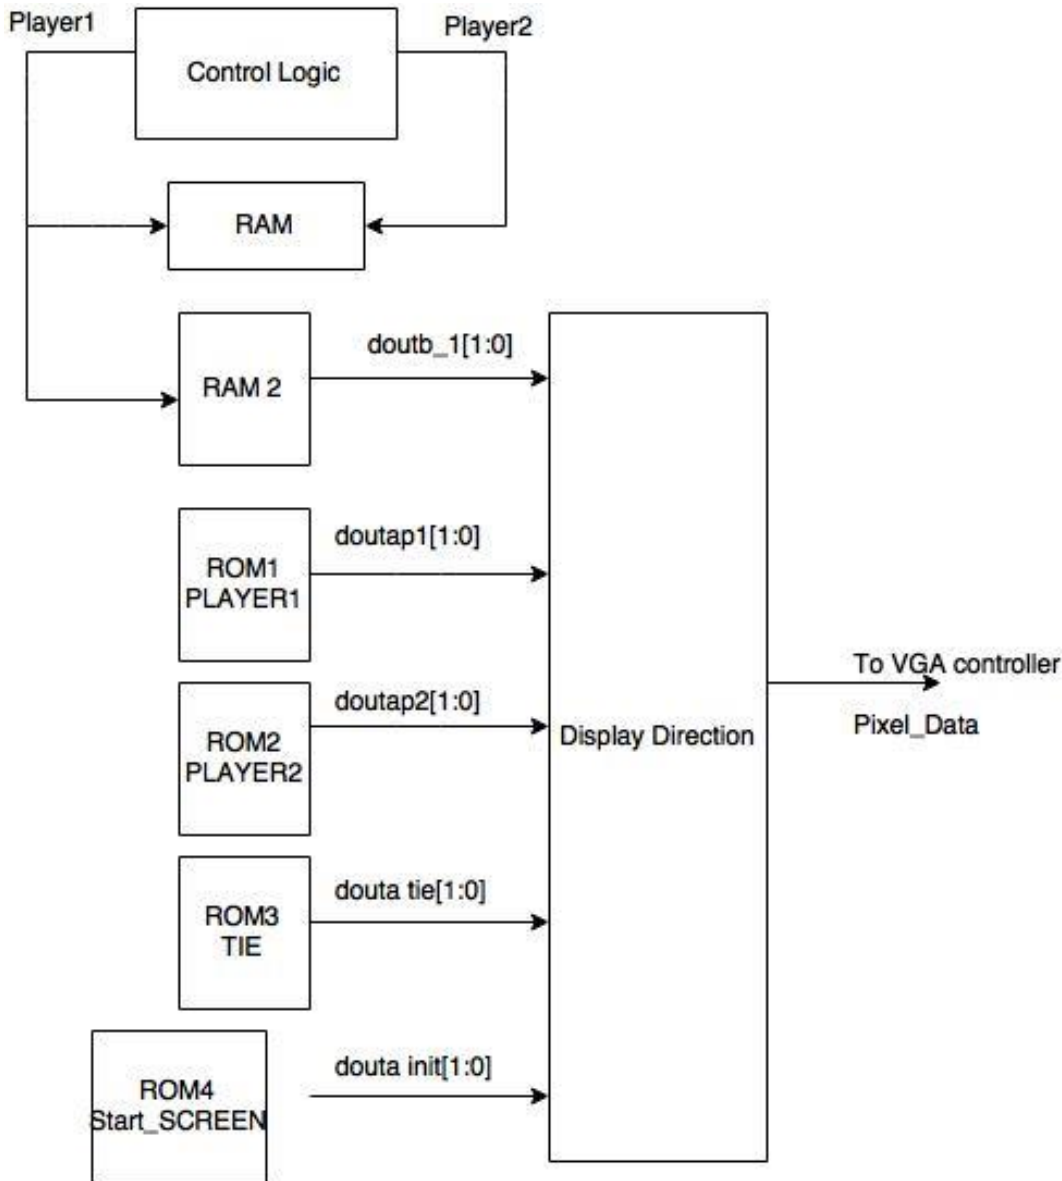 Player1
Player2
Control Logic
RAM
RAM 2
doutb_1[1:0]
ROM1
PLAYER1
doutap1[1:0]
ROM2
PLAYER2
doutap2[1:0]
ROM3
TIE
douta tie[1:0]
ROM4
Start_SCREEN
douta init[1:0]
Display Direction
To VGA controller
Pixel_Data